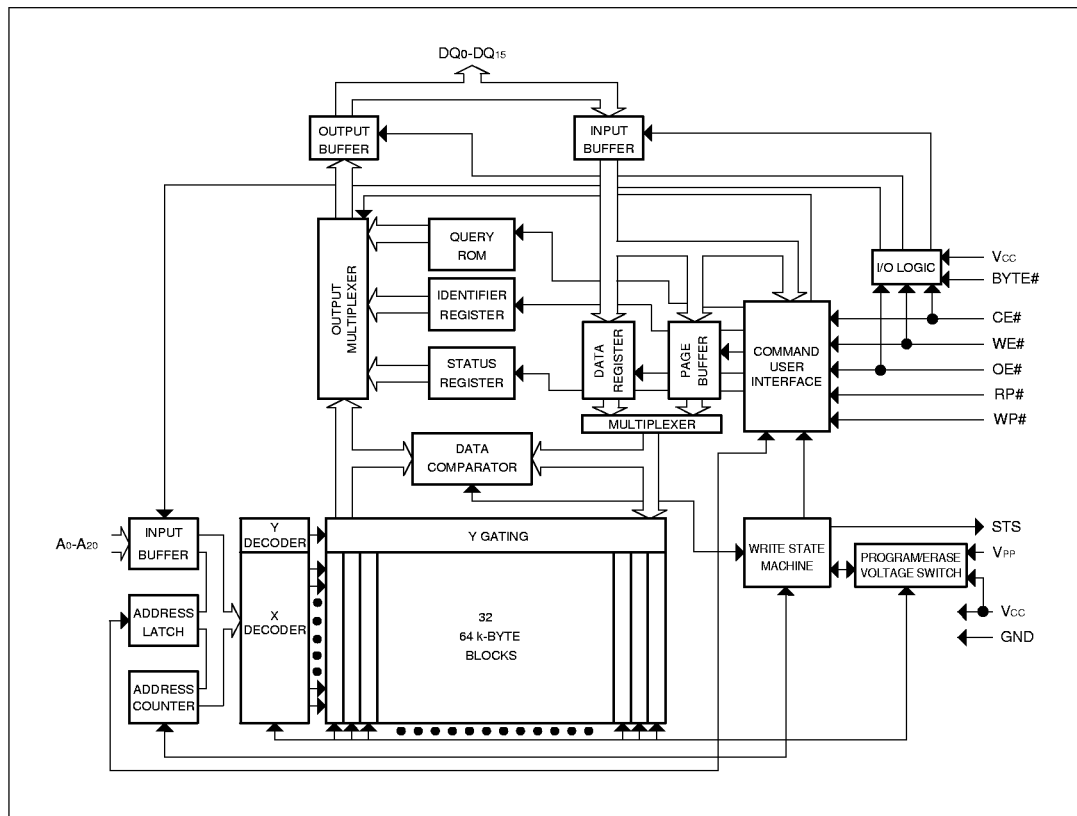 DQ0-DQ15
OUTPUT
BUFFER
INPUT
BUFFER
OUTPUT
MULTIPLEXER
QUERY
ROM
IDENTIFIER
REGISTER
STATUS
REGISTER
DATA
REGISTER
PAGE
BUFFER
MULTIPLEXER
DATA
COMPARATOR
COMMAND
USER
INTERFACE
I/O LOGIC
VCC
BYTE#
CE#
WE#
OE#
RP#
WP#
A0-A20
INPUT
BUFFER
ADDRESS
LATCH
ADDRESS
COUNTER
Y
DECODER
X
DECODER
Y GATING
32
64 k-BYTE
BLOCKS
WRITE STATE
MACHINE
PROGRAM/ERASE
VOLTAGE SWITCH
STS
VPP
VCC
GND